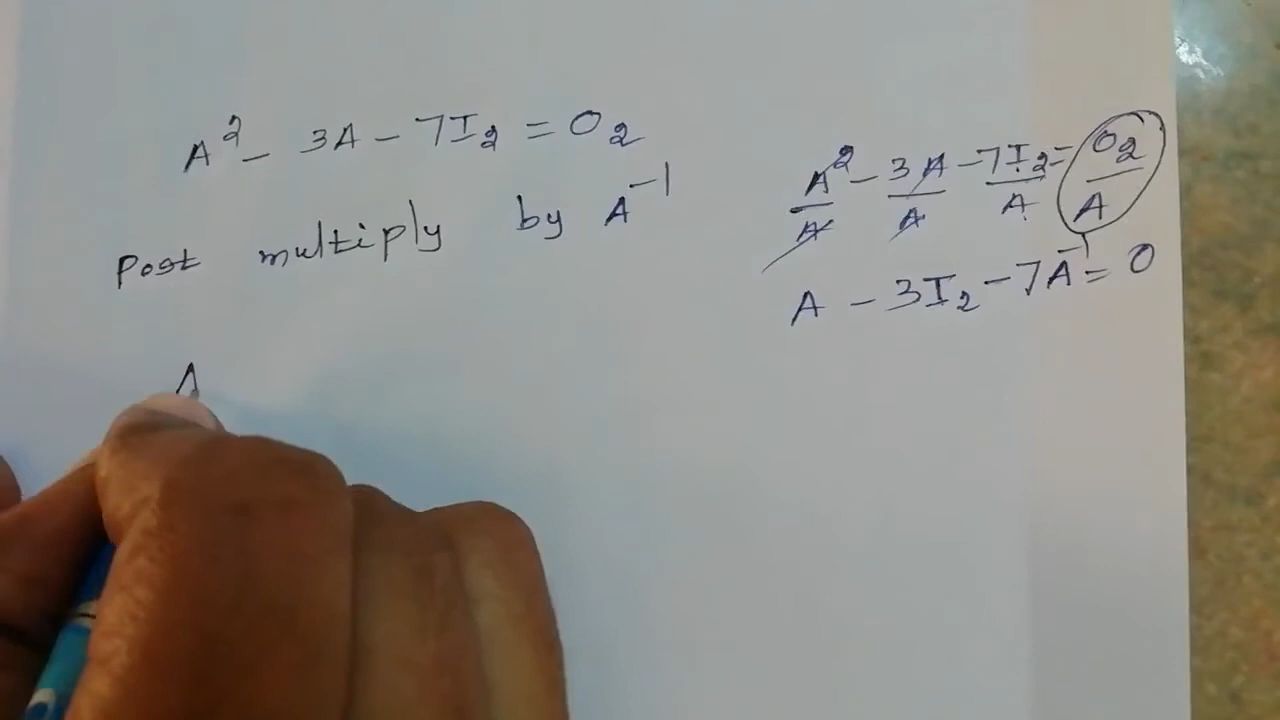 A² - 3A - 7I₂ = O₂
Post multiply by A⁻¹
A
A²/A - 3A/A - 7I₂/A = O₂/A
A - 3I₂ - 7A⁻¹ = 0